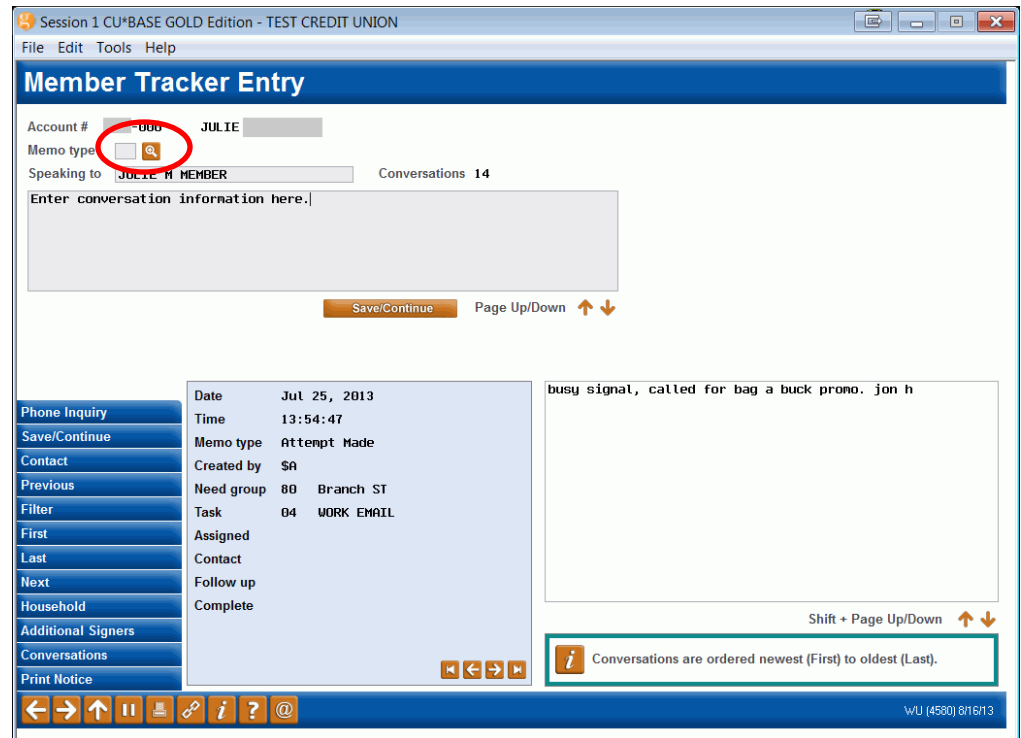 Session 1 CU*BASE GOLD Edition - TEST CREDIT UNION
File Edit Tools Help
Member Tracker Entry
Account # -000 JULIE
Memo type
Speaking to JULIE M MEMBER Conversations 14
Enter conversation information here.
Save/Continue Page Up/Down
Phone Inquiry
Save/Continue
Contact
Previous
Filter
First
Last
Next
Household
Additional Signers
Conversations
Print Notice
Date Jul 25, 2013
Time 13:54:47
Memo type Attempt Made
Created by $A
Need group 80 Branch ST
Task 04 WORK EMAIL
Assigned
Contact
Follow up
Complete
busy signal, called for bag a buck promo. jon h
Shift + Page Up/Down
i Conversations are ordered newest (First) to oldest (Last).
i ? @
WU (4580) 8/16/13